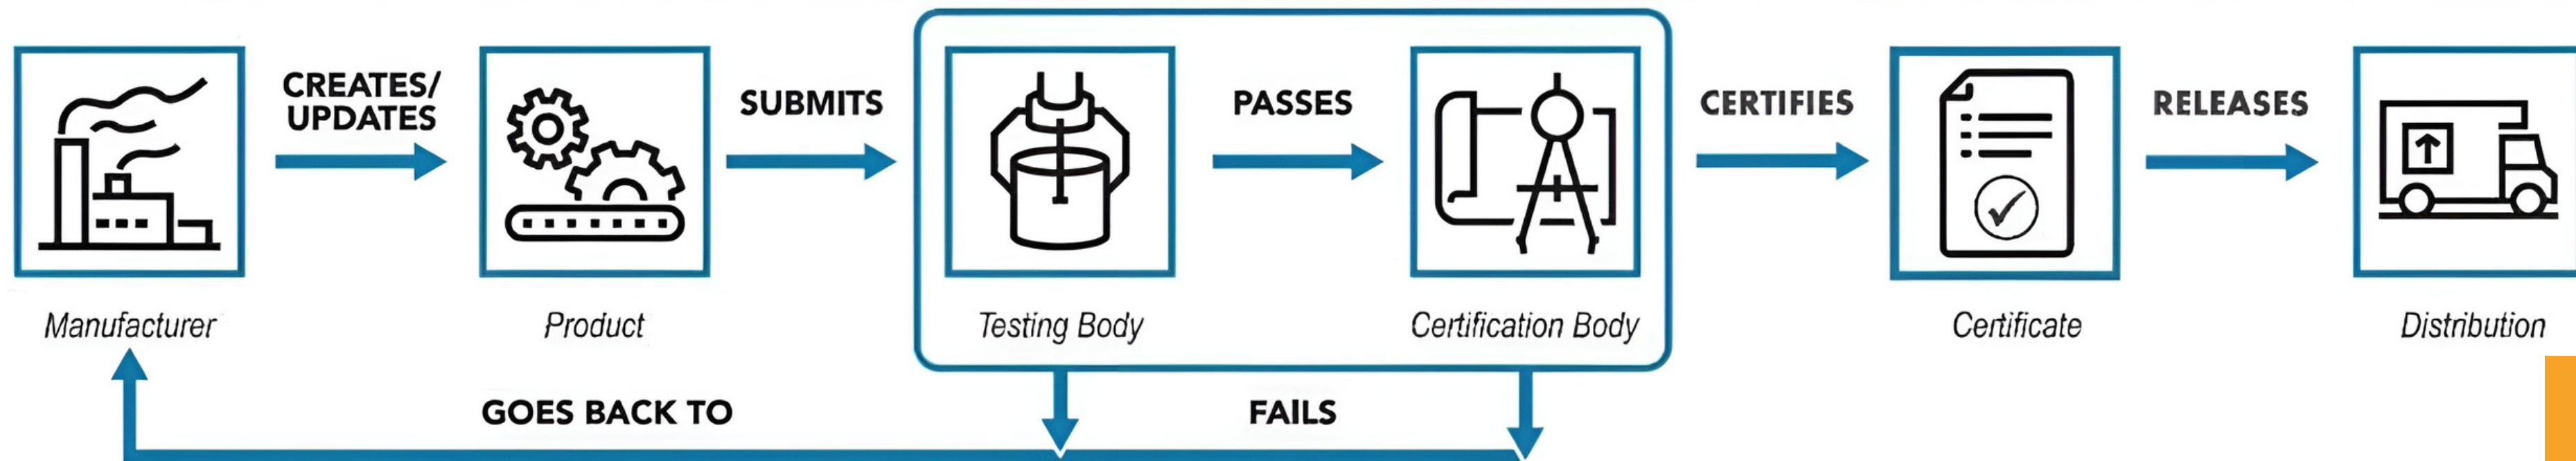 CREATES/
UPDATES
SUBMITS
PASSES
CERTIFIES
RELEASES
Manufacturer
Product
Testing Body
Certification Body
Certificate
Distribution
GOES BACK TO
FAILS